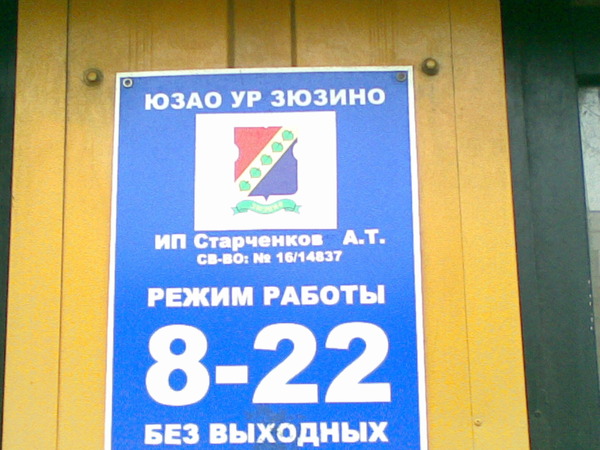 ЮЗАО УР ЗЮЗИНО
ИП Старченков А.Т.
СВ-ВО: № 16/14837
РЕЖИМ РАБОТЫ
8-22
БЕЗ ВЫХОДНЫХ